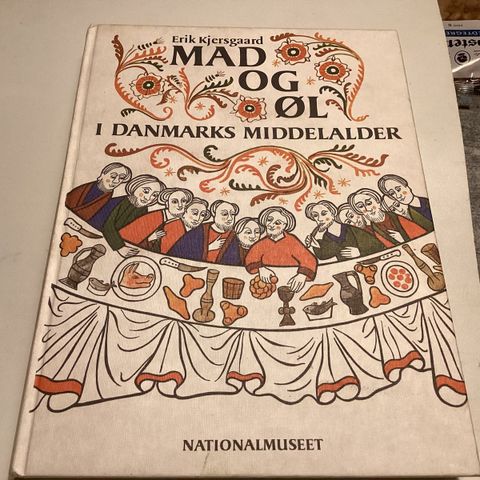 Erik Kjersgaard
MAD
OG
ØL
I DANMARKS MIDDELALDER
NATIONALMUSEET